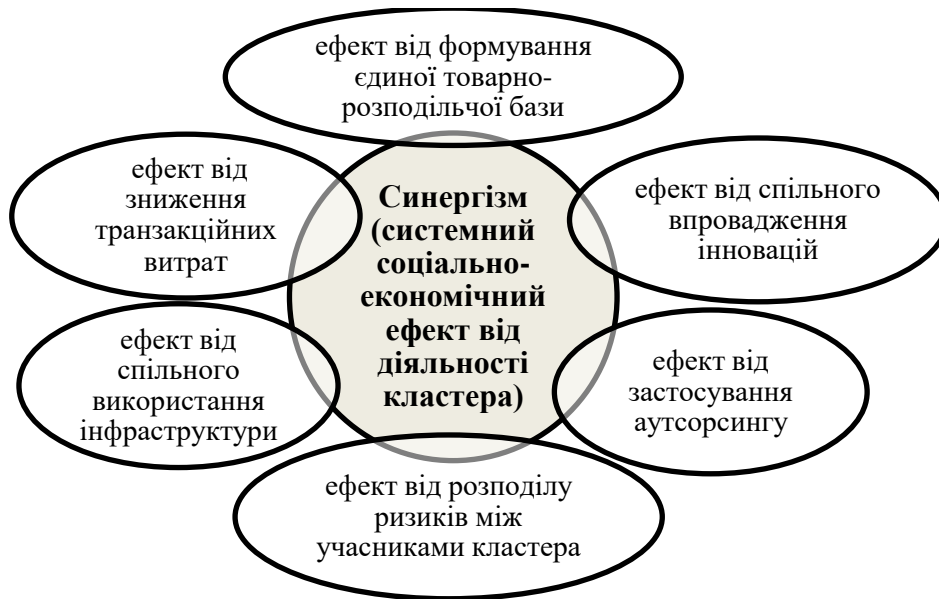 ефект від формування
єдиної товарно-
розподільчої бази
ефект від
зниження
транзакційних
витрат
Синергізм
(системний
соціально-
економічний
ефект від
діяльності
кластера)
ефект від спільного
впровадження
інновацій
ефект від
спільного
використання
інфраструктури
ефект від
застосування
аутсорсингу
ефект від розподілу
ризиків між
учасниками кластера